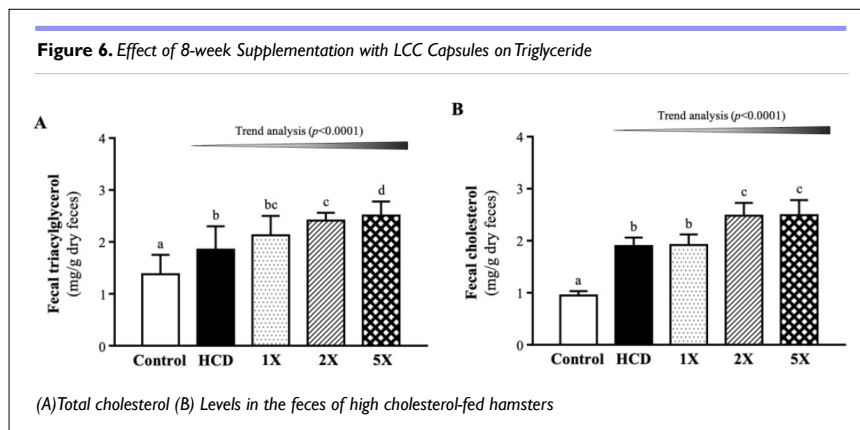 Figure 6. Effect of 8-week Supplementation with LCC Capsules on Triglyceride
A
Trend analysis (p<0.0001)
Fecal triacylglycerol
(mg/g dry feces)
4
3
2
1
0
a
b
bc
c
d
Control HCD 1X 2X 5X
B
Trend analysis (p<0.0001)
Fecal cholesterol
(mg/g dry feces)
4
3
2
1
0
a
b
b
c
c
Control HCD 1X 2X 5X
(A)Total cholesterol (B) Levels in the feces of high cholesterol-fed hamsters